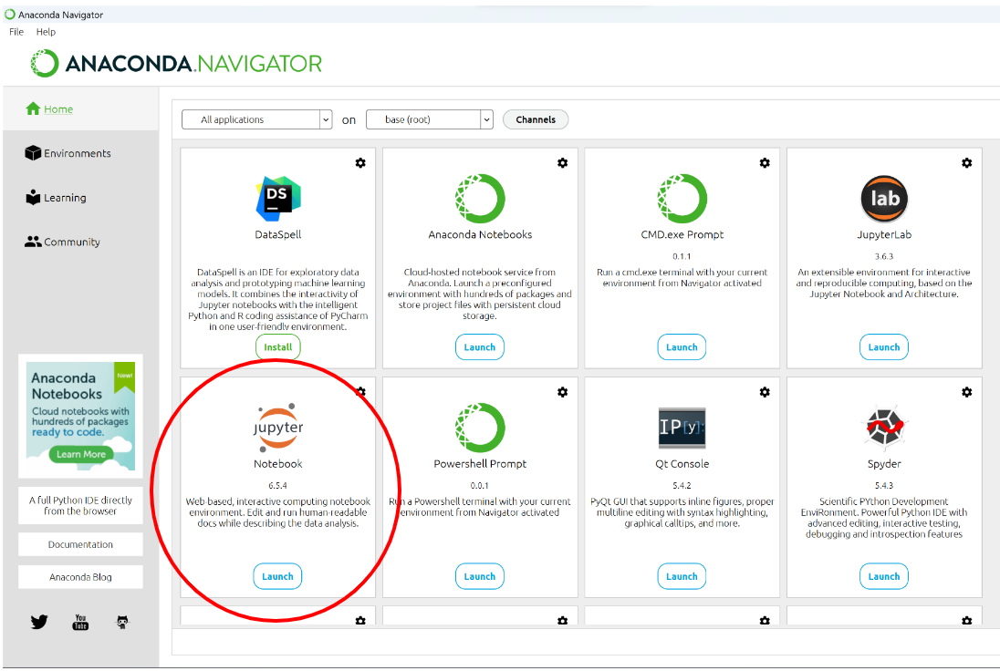 Anaconda Navigator
File Help
ANACONDA.NAVIGATOR
Home
Environments
Learning
Community
Anaconda
Notebooks
New!
Cloud notebooks with
hundreds of packages
ready to code.
Learn More
A full Python IDE directly
from the browser
Documentation
Anaconda Blog
You
Tube
All applications on base (root) Channels
DS
DataSpell
DataSpell is an IDE for exploratory data
analysis and prototyping machine learning
models. It combines the interactivity of
Jupyter notebooks with the intelligent
Python and R coding assistance of PyCharm
in one user-friendly environment.
Install
Anaconda Notebooks
Cloud-hosted notebook service from
Anaconda. Launch a preconfigured
environment with hundreds of packages and
store project files with persistent cloud
storage.
Launch
CMD.exe Prompt
0.1.1
Run a cmd.exe terminal with your current
environment from Navigator activated
Launch
lab
JupyterLab
3.6.3
An extensible environment for interactive
and reproducible computing, based on the
Jupyter Notebook and Architecture.
Launch
jupyter
Notebook
6.5.4
Web-based, interactive computing notebook
environment. Edit and run human-readable
docs while describing the data analysis.
Launch
Powershell Prompt
0.0.1
Run a Powershell terminal with your current
environment from Navigator activated
Launch
IP[y]:
Qt Console
5.4.2
PyQt GUI that supports inline figures, proper
multiline editing with syntax highlighting,
graphical calltips, and more.
Launch
Spyder
5.4.3
Scientific PYthon Development
EnviRonment. Powerful Python IDE with
advanced editing, interactive testing,
debugging and introspection features
Launch